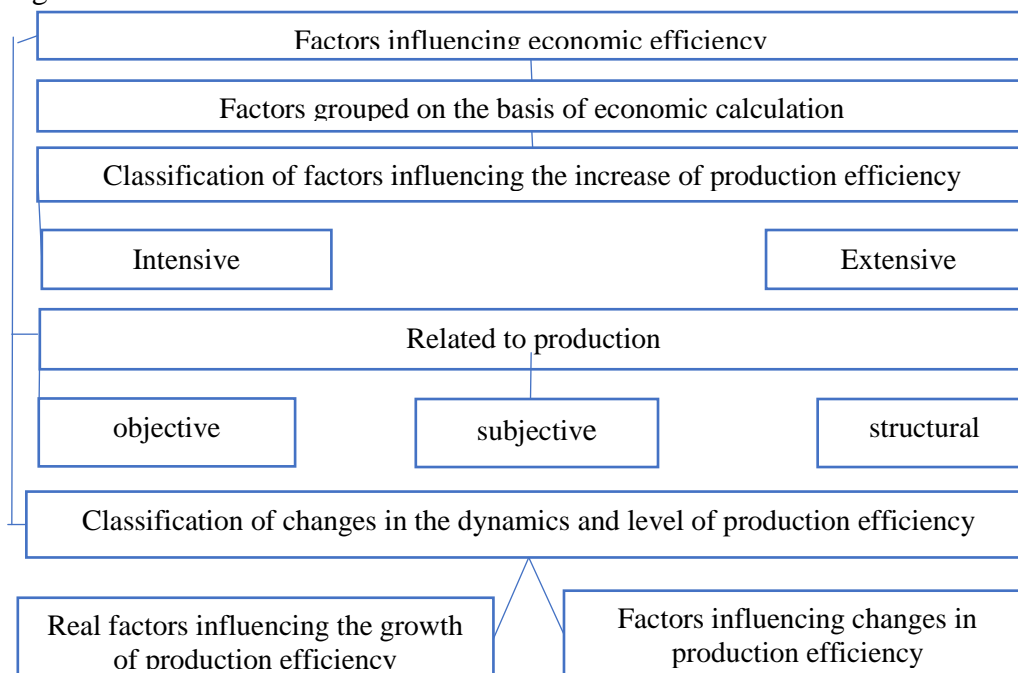 Factors influencing economic efficiency
Factors grouped on the basis of economic calculation
Classification of factors influencing the increase of production efficiency
Intensive
Extensive
Related to production
objective
subjective
structural
Classification of changes in the dynamics and level of production efficiency
Real factors influencing the growth
of production efficiency
Factors influencing changes in
production efficiency